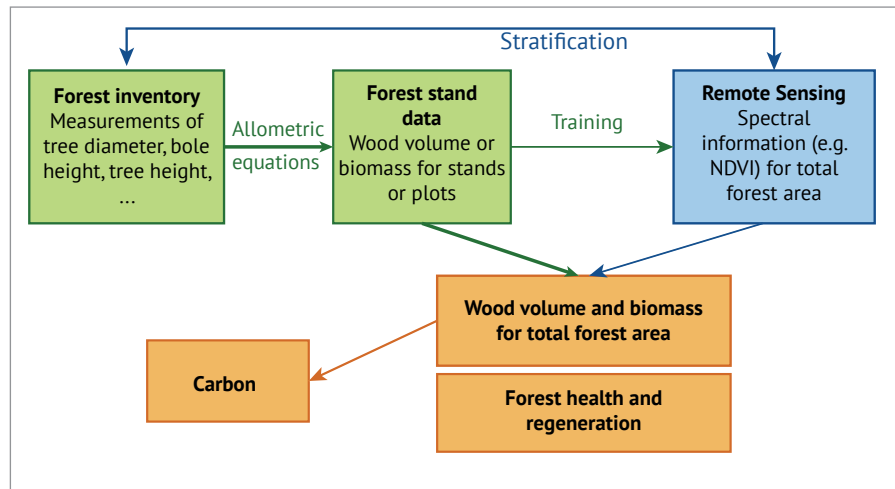 Stratification
Forest inventory
Measurements of
tree diameter, bole
height, tree height,
...
Allometric
equations
Forest stand
data
Wood volume or
biomass for stands
or plots
Training
Remote Sensing
Spectral
information (e.g.
NDVI) for total
forest area
Wood volume and biomass
for total forest area
Carbon
Forest health and
regeneration